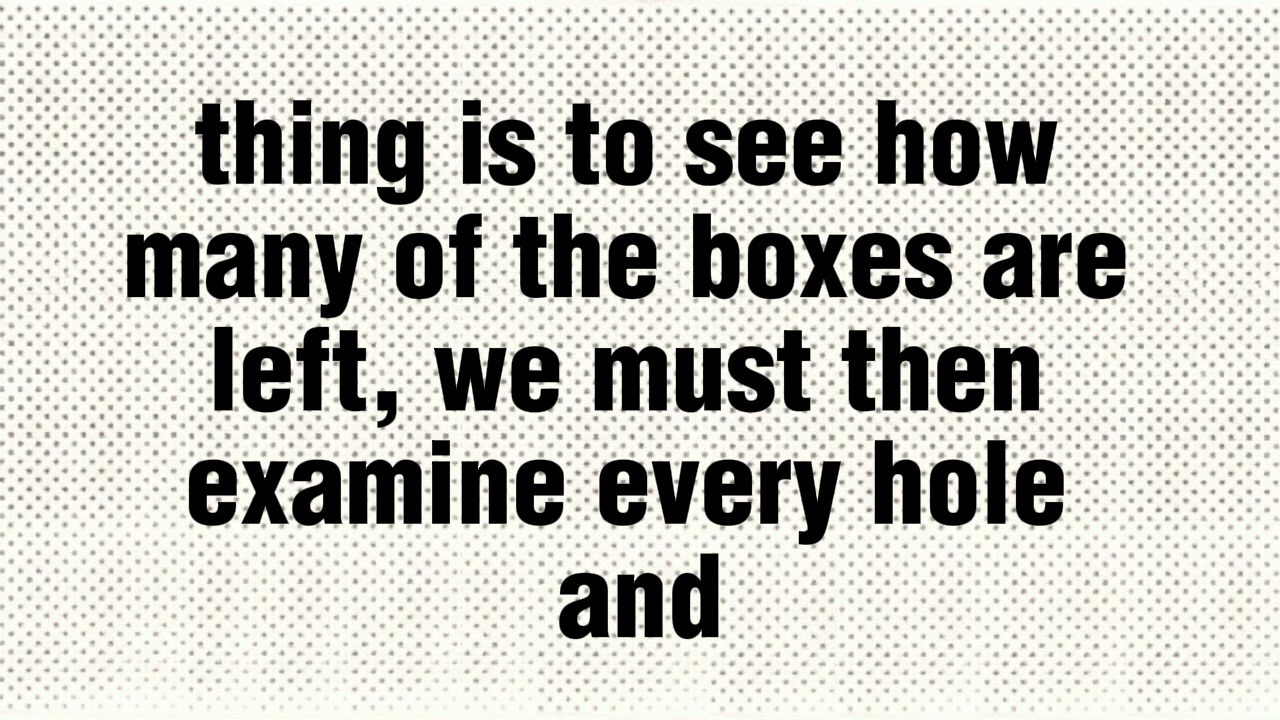 thing is to see how
many of the boxes are
left, we must then
examine every hole
and